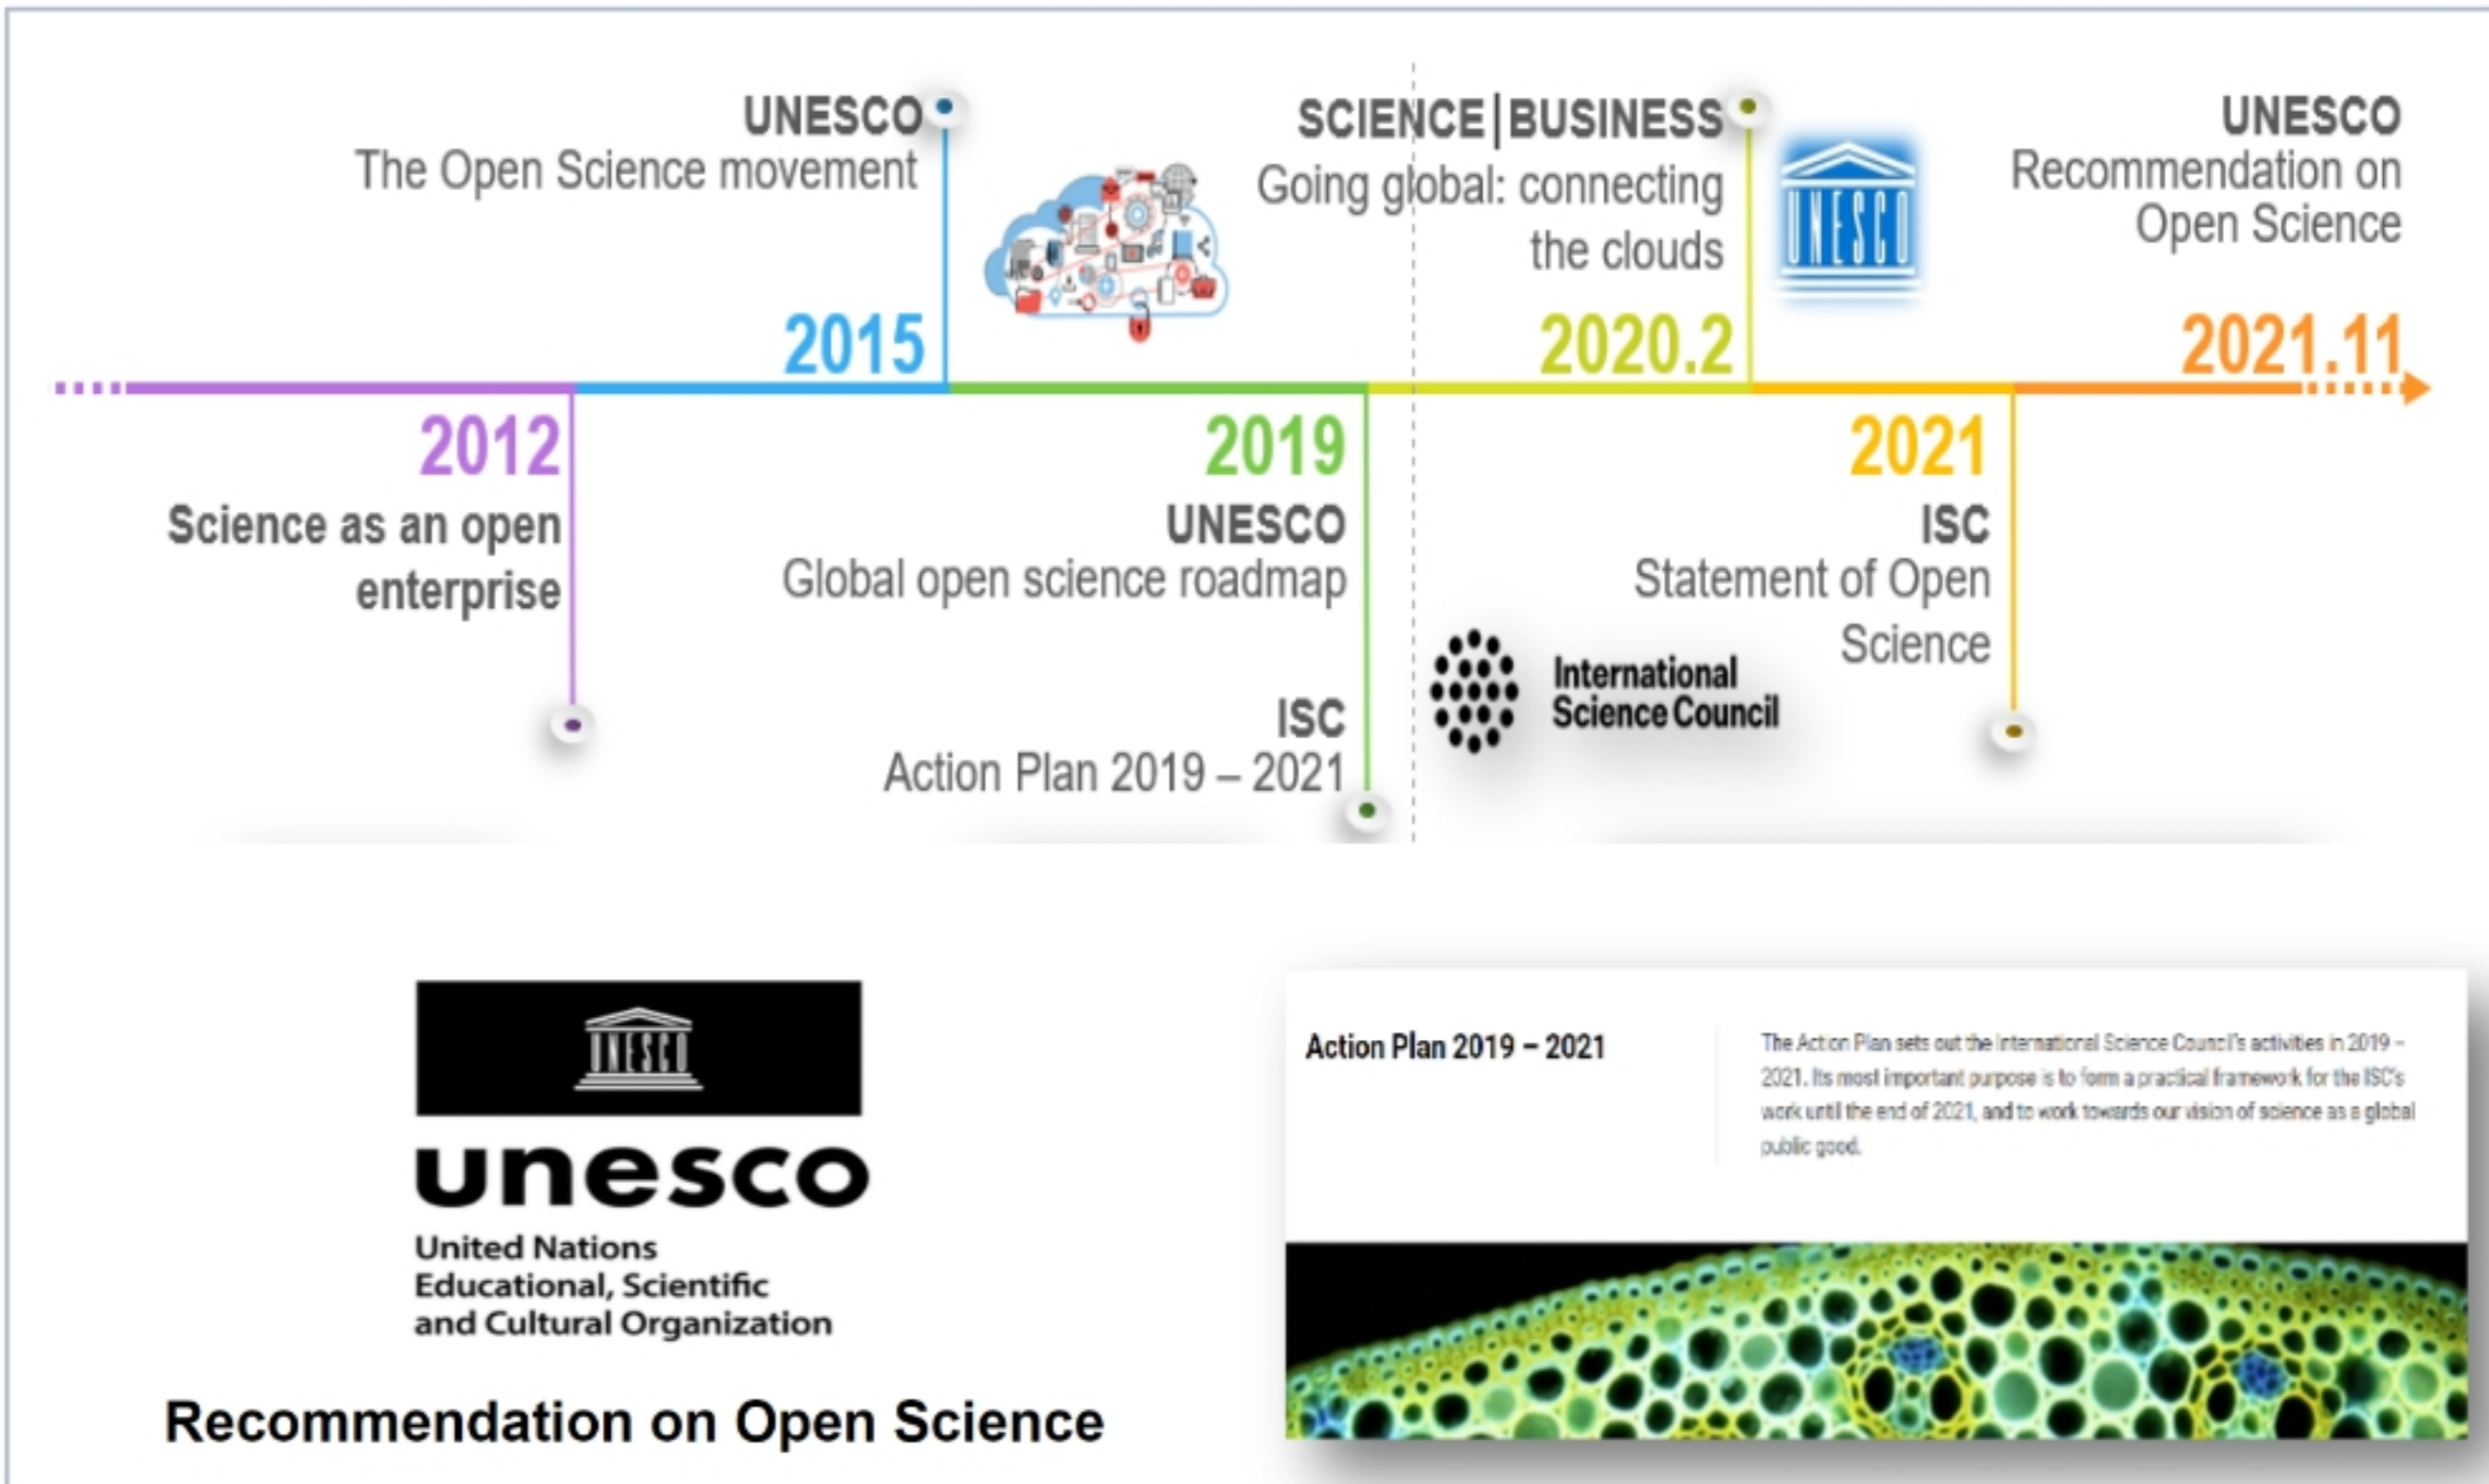 UNESCO
The Open Science movement
2015
SCIENCE|BUSINESS
Going global: connecting
the clouds
2020.2
UNESCO
UNESCO
Recommendation on
Open Science
2021.11
2012
Science as an open
enterprise
2019
UNESCO
Global open science roadmap
ISC
Action Plan 2019 – 2021
International
Science Council
2021
ISC
Statement of Open
Science
UNESCO
unesco
United Nations
Educational, Scientific
and Cultural Organization
Recommendation on Open Science
Action Plan 2019 – 2021
The Action Plan sets out the International Science Council's activities in 2019 –
2021. Its most important purpose is to form a practical framework for the ISC's
work until the end of 2021, and to work towards our vision of science as a global
public good.